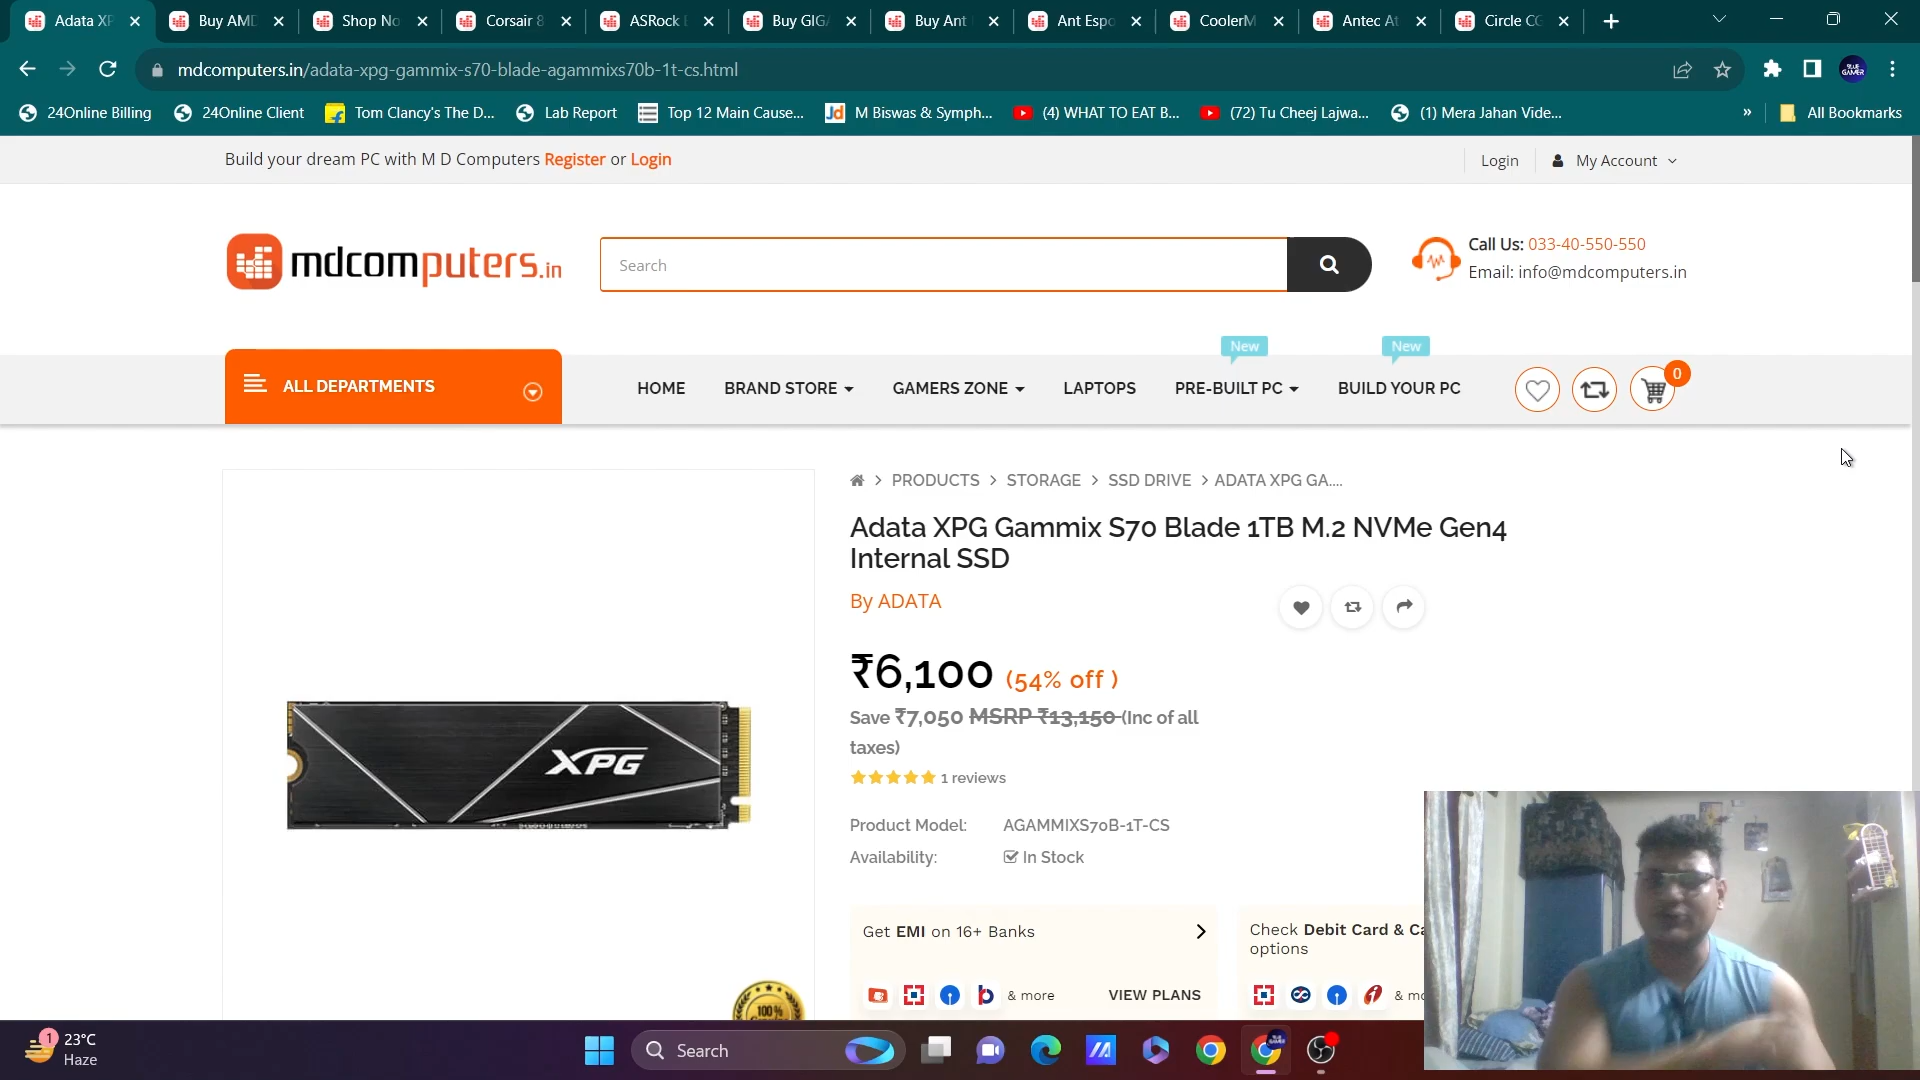 Adata XP
Buy AMD
Shop No
Corsair 8
ASRock B
Buy GIGA
Buy Ant
Ant Espo
CoolerM
Antec At
Circle CG
mdcomputers.in/adata-xpg-gammix-s70-blade-agammixs70b-1t-cs.html
24Online Billing
24Online Client
Tom Clancy's The D...
Lab Report
Top 12 Main Cause...
M Biswas & Symph...
(4) WHAT TO EAT B...
(72) Tu Cheej Lajwa...
(1) Mera Jahan Vide...
»
All Bookmarks
Build your dream PC with M D Computers Register or Login
Login
My Account
mdcomputers.in
Search
Call Us: 033-40-550-550
Email: info@mdcomputers.in
New
New
ALL DEPARTMENTS
HOME
BRAND STORE
GAMERS ZONE
LAPTOPS
PRE-BUILT PC
BUILD YOUR PC
0
PRODUCTS > STORAGE > SSD DRIVE > ADATA XPG GA....
Adata XPG Gammix S70 Blade 1TB M.2 NVMe Gen4
Internal SSD
By ADATA
₹6,100 (54% off )
Save ₹7,050 MSRP ₹13,150 (Inc of all
taxes)
1 reviews
XPG
Product Model: AGAMMIXS70B-1T-CS
Availability: In Stock
Get EMI on 16+ Banks
& more
VIEW PLANS
Check Debit Card & Ca
options
& mo
100%
1
23°C
Haze
Search